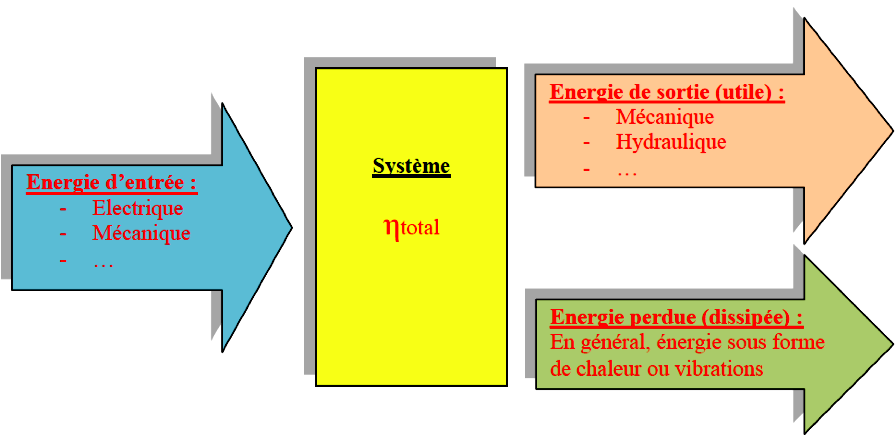 Energie d’entrée :
- Electrique
- Mécanique
- …
Système
ηtotal
Energie de sortie (utile) :
- Mécanique
- Hydraulique
- …
Energie perdue (dissipée) :
En général, énergie sous forme
de chaleur ou vibrations